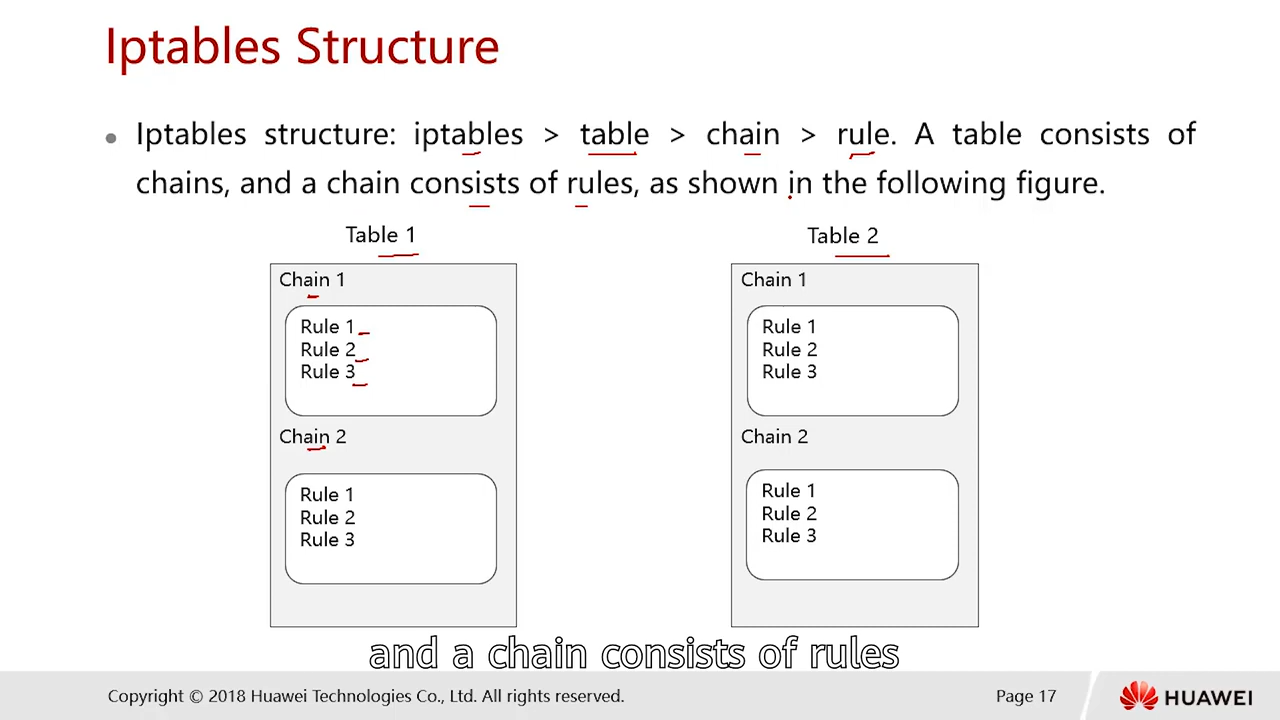 Iptables Structure
Iptables structure: iptables > table > chain > rule. A table consists of
chains, and a chain consists of rules, as shown in the following figure.
Table 1
Chain 1
Rule 1
Rule 2
Rule 3
Chain 2
Rule 1
Rule 2
Rule 3
Table 2
Chain 1
Rule 1
Rule 2
Rule 3
Chain 2
Rule 1
Rule 2
Rule 3
and a chain consists of rules
Copyright © 2018 Huawei Technologies Co., Ltd. All rights reserved.
Page 17
HUAWEI